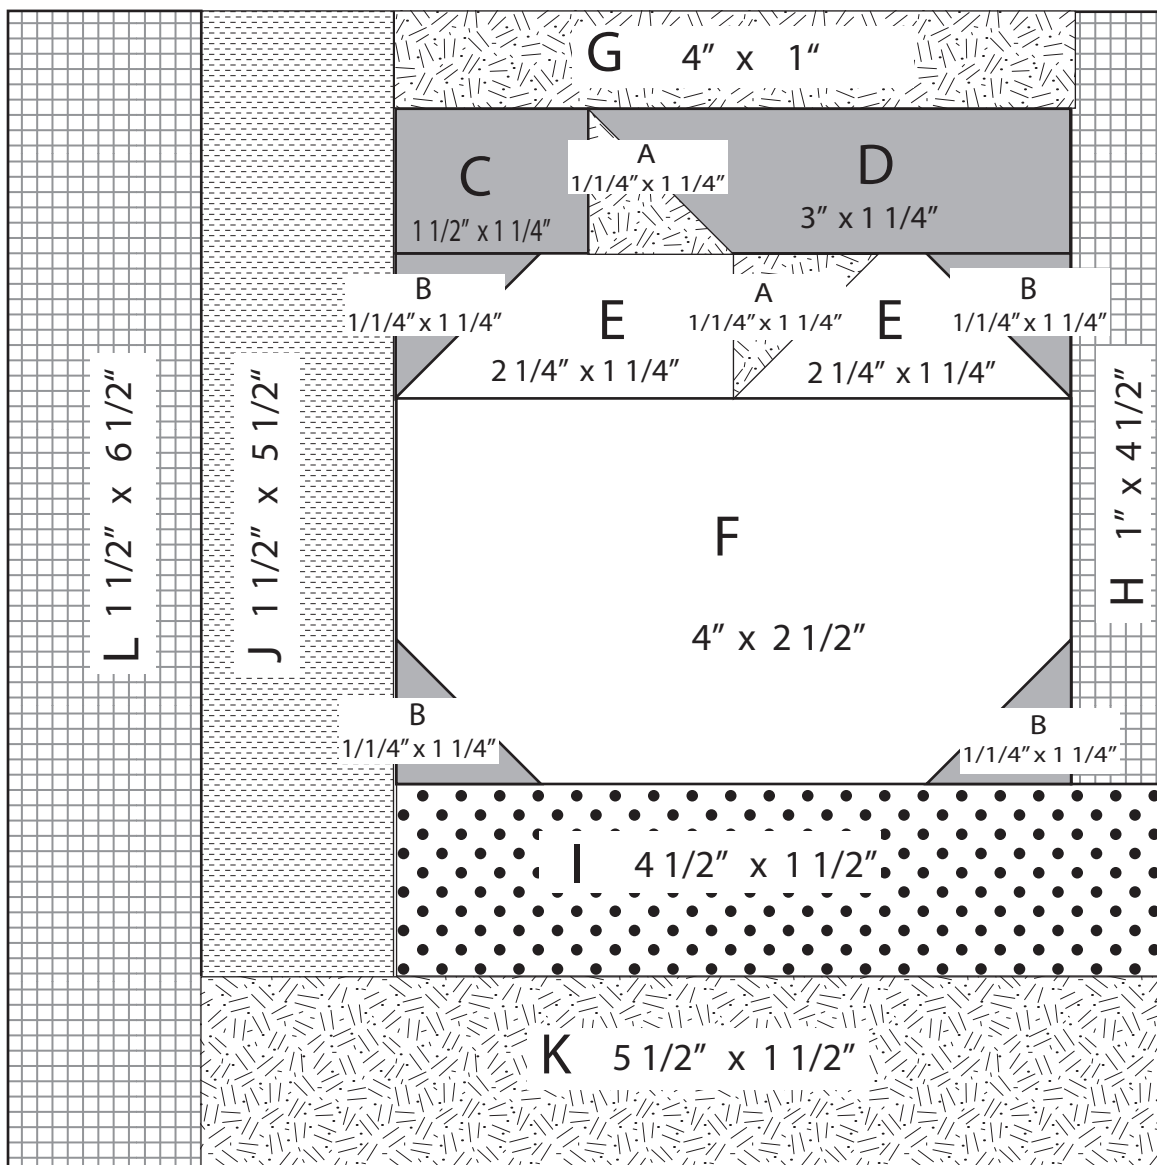 G 4” x 1“
C
1 1/2” x 1 1/4”
A
1/1/4” x 1 1/4”
D
3” x 1 1/4”
B
1/1/4” x 1 1/4”
E
2 1/4” x 1 1/4”
A
1/1/4” x 1 1/4”
E
2 1/4” x 1 1/4”
B
1/1/4” x 1 1/4”
L 1 1/2” x 6 1/2”
J 1 1/2” x 5 1/2”
F
4” x 2 1/2”
H 1” x 4 1/2”
B
1/1/4” x 1 1/4”
B
1/1/4” x 1 1/4”
I 4 1/2” x 1 1/2”
K 5 1/2” x 1 1/2”